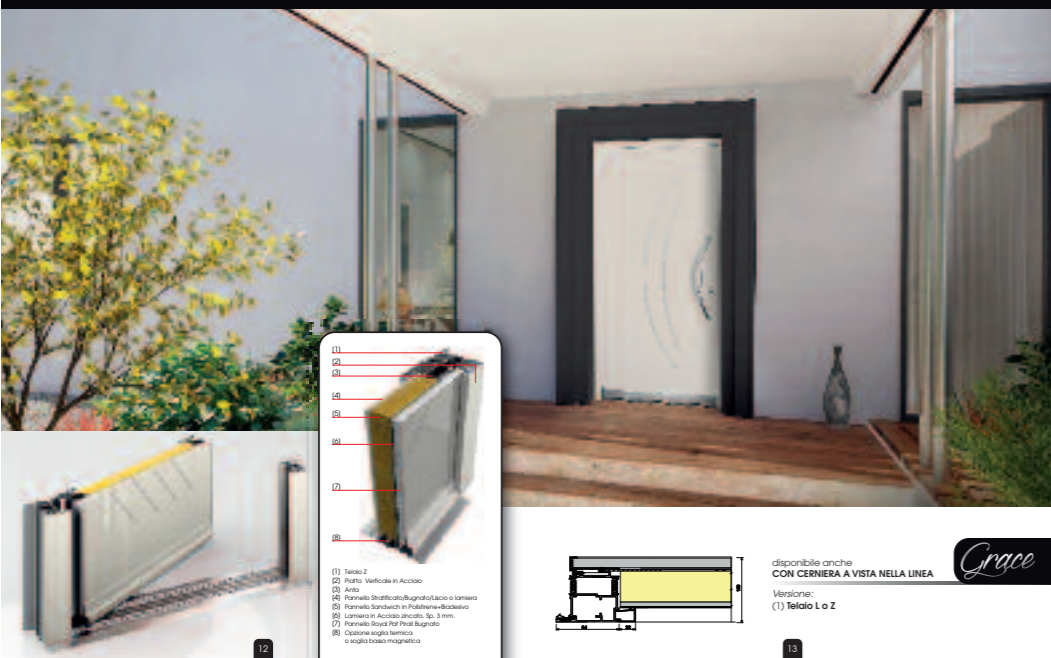 (1)
(2)
(3)
(4)
(5)
(6)
(7)
(8)
(1) Telaio Z
(2) Piatto Verticale in Acciaio
(3) Anta
(4) Pannello Stratificato/Bugnato/Liscio o lamiera
(5) Pannello Sandwich in Polistirene+Biadesivo
(6) Lamiera in Acciaio zincato. Sp. 3 mm.
(7) Pannello Royal Pat Pirall Bugnato
(8) Opzione soglia termica
o soglia bassa magnetica
12
disponibile anche
CON CERNIERA A VISTA NELLA LINEA
Grace
Versione:
(1) Telaio L o Z
13